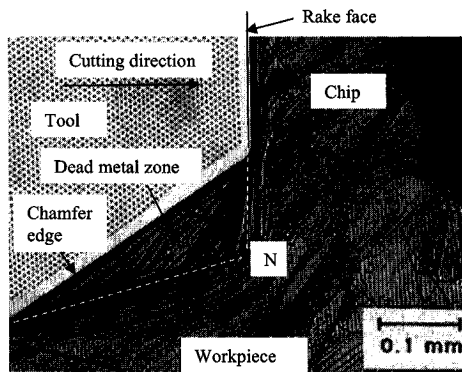 Rake face
Cutting direction
Chip
Tool
Dead metal zone
Chamfer
edge
N
0.1 mm
Workpiece